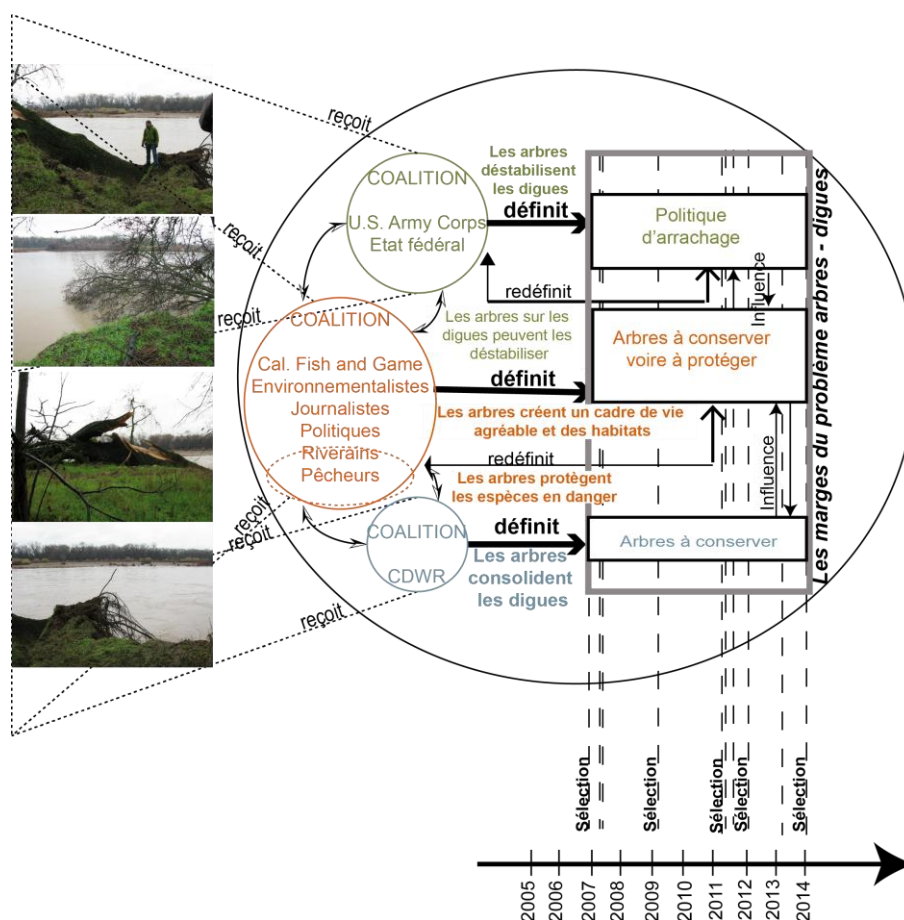 reçoit
Les arbres
déstabilisent
les digues
COALITION
U.S. Army Corps
Etat fédéral
définit
Politique
d'arrachage
reçoit
reçoit
redéfinit
Influence
Les arbres sur les
digues peuvent les
déstabiliser
COALITION
Cal. Fish and Game
Environnementalistes
Journalistes
Politiques
Riverains
Pêcheurs
définit
Arbres à conserver
voire à protéger
Les arbres créent un cadre de vie
agréable et des habitats
redéfinit
Les arbres protègent
les espèces en danger
Influence
reçoit
reçoit
COALITION
CDWR
définit
Les arbres
consolident
les digues
Arbres à conserver
reçoit
Les marges du problème arbres - digues
Sélection
Sélection
Sélection
Sélection
Sélection
2005
2006
2007
2008
2009
2010
2011
2012
2013
2014